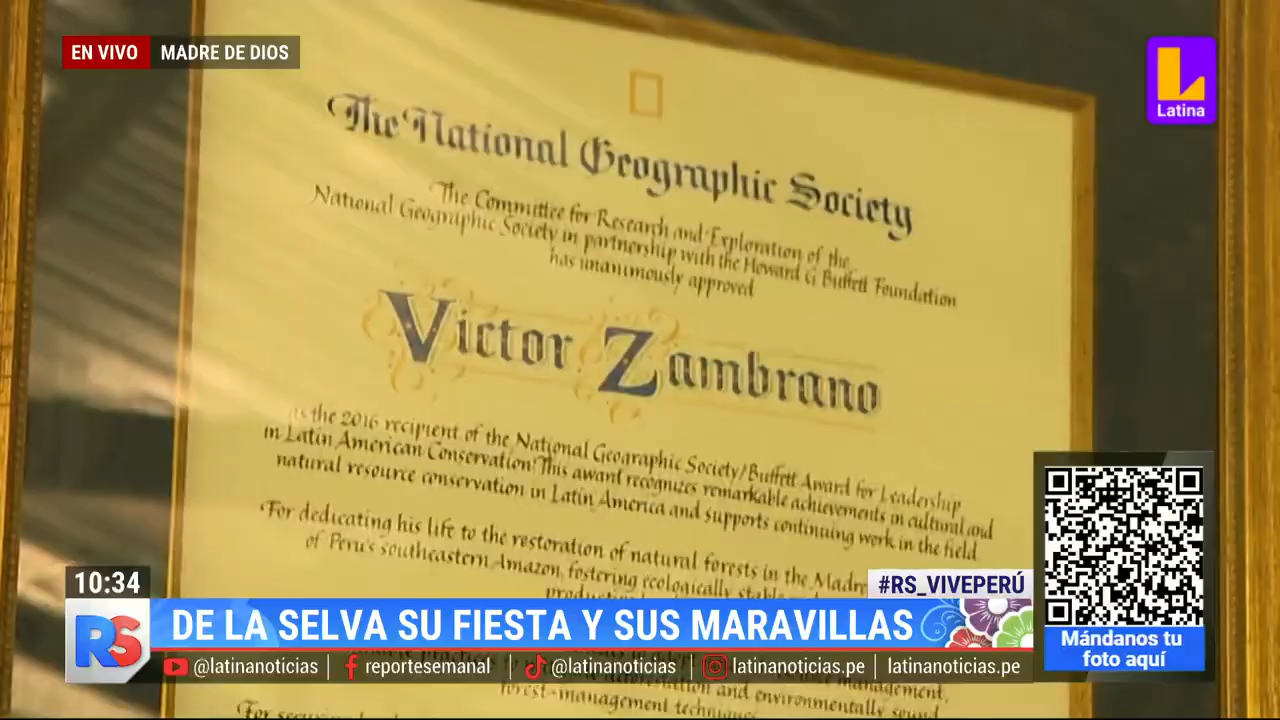 EN VIVO
MADRE DE DIOS
Latina
The National Geographic Society
The Committee for Research and Exploration of the
National Geographic Society in partnership with the Howard G Buffett Foundation
has unanimously approved
Victor Zambrano
as the 2016 recipient of the National Geographic Society/Buffett Award for Leadership
in Latin American Conservation. This award recognizes remarkable achievements in cultural and
natural resource conservation in Latin America and supports continuing work in the field.
For dedicating his life to the restoration of natural forests in the Madre
of Peru's southeastern Amazon, fostering ecologically
10:34
#RS_VIVEPERÚ
RS
DE LA SELVA SU FIESTA Y SUS MARAVILLAS
@latinanoticias
reportesemanal
@latinanoticias
latinanoticias.pe
latinanoticias.pe
Mándanos tu
foto aquí
management,
and environmentally sound
forest-management techniques
For